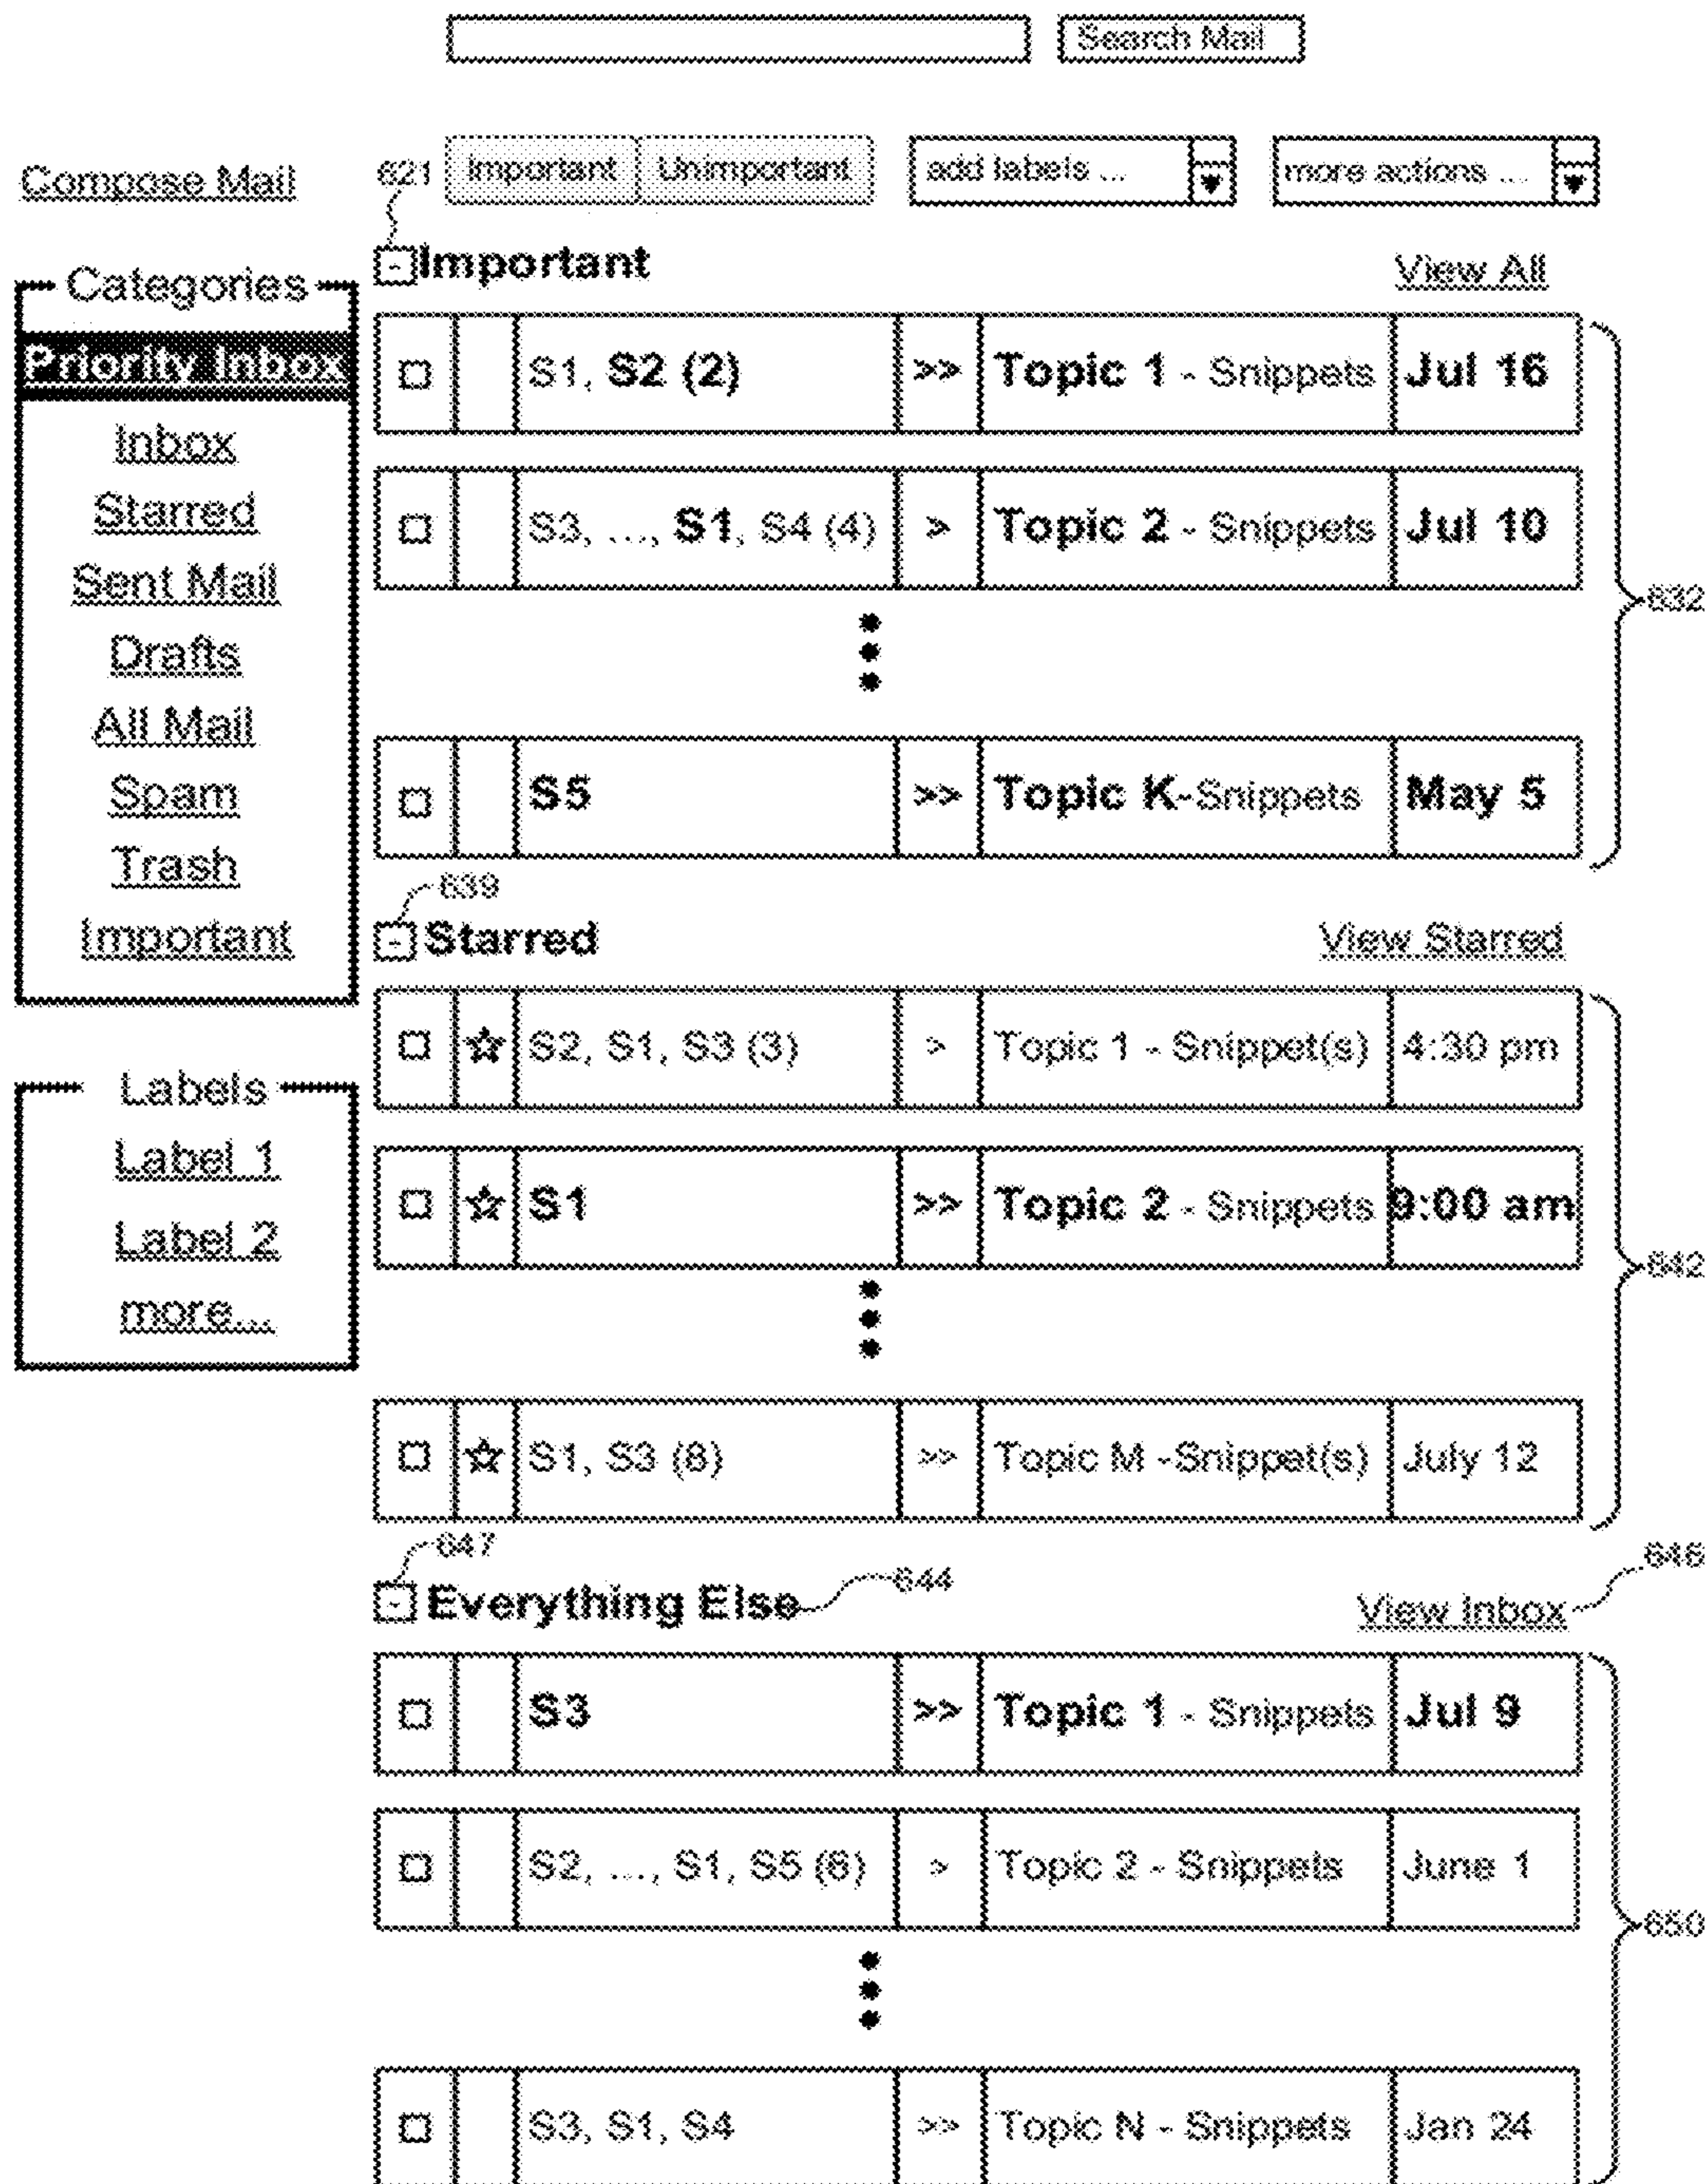 Search Mail
Compose Mail
621
Important Unimportant add labels ... more actions ...
Categories
Priority Inbox
Inbox
Starred
Sent Mail
Drafts
All Mail
Spam
Trash
Important
Labels
Label 1
Label 2
more...
- Important View All
S1, S2 (2) >> Topic 1 - Snippets Jul 16
S3, ..., S1, S4 (4) > Topic 2 - Snippets Jul 10
632
S5 >> Topic K-Snippets May 5
639
- Starred View Starred
S2, S1, S3 (3) > Topic 1 - Snippet(s) 4:30 pm
S1 >> Topic 2 - Snippets 9:00 am
642
S1, S3 (8) >> Topic M -Snippet(s) July 12
647
- Everything Else 644 View Inbox 646
S3 >> Topic 1 - Snippets Jul 9
S2, ..., S1, S5 (6) > Topic 2 - Snippets June 1
650
S3, S1, S4 >> Topic N - Snippets Jan 24